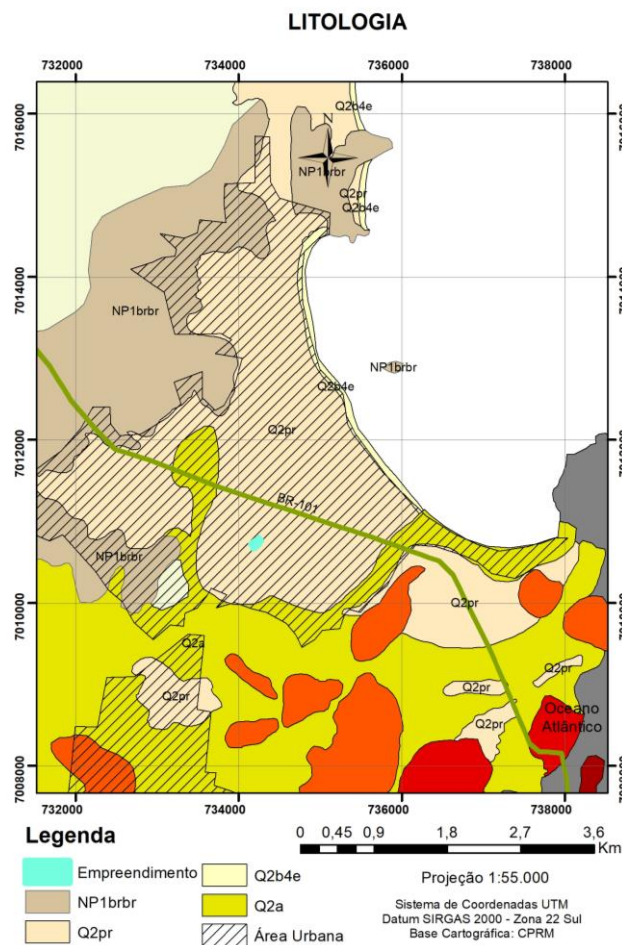 LITOLOGIA
732000
734000
736000
738000
7016000
Q2b4e
N
NP1brbr
Q2pr
Q2b4e
7014000
7014000
NP1brbr
NP1brbr
Q2b4e
Q2pr
7012000
7012000
BR-101
NP1brbr
7010000
7010000
Q2pr
Q2a
Q2pr
Q2pr
Q2pr
Q2pr
Oceano
Atlântico
7008000
732000
734000
736000
738000
Legenda
Empreendimento
NP1brbr
Q2pr
Q2b4e
Q2a
Área Urbana
0 0,45 0,9 1,8 2,7 3,6
Km
Projeção 1:55.000
Sistema de Coordenadas UTM
Datum SIRGAS 2000 - Zona 22 Sul
Base Cartográfica: CPRM